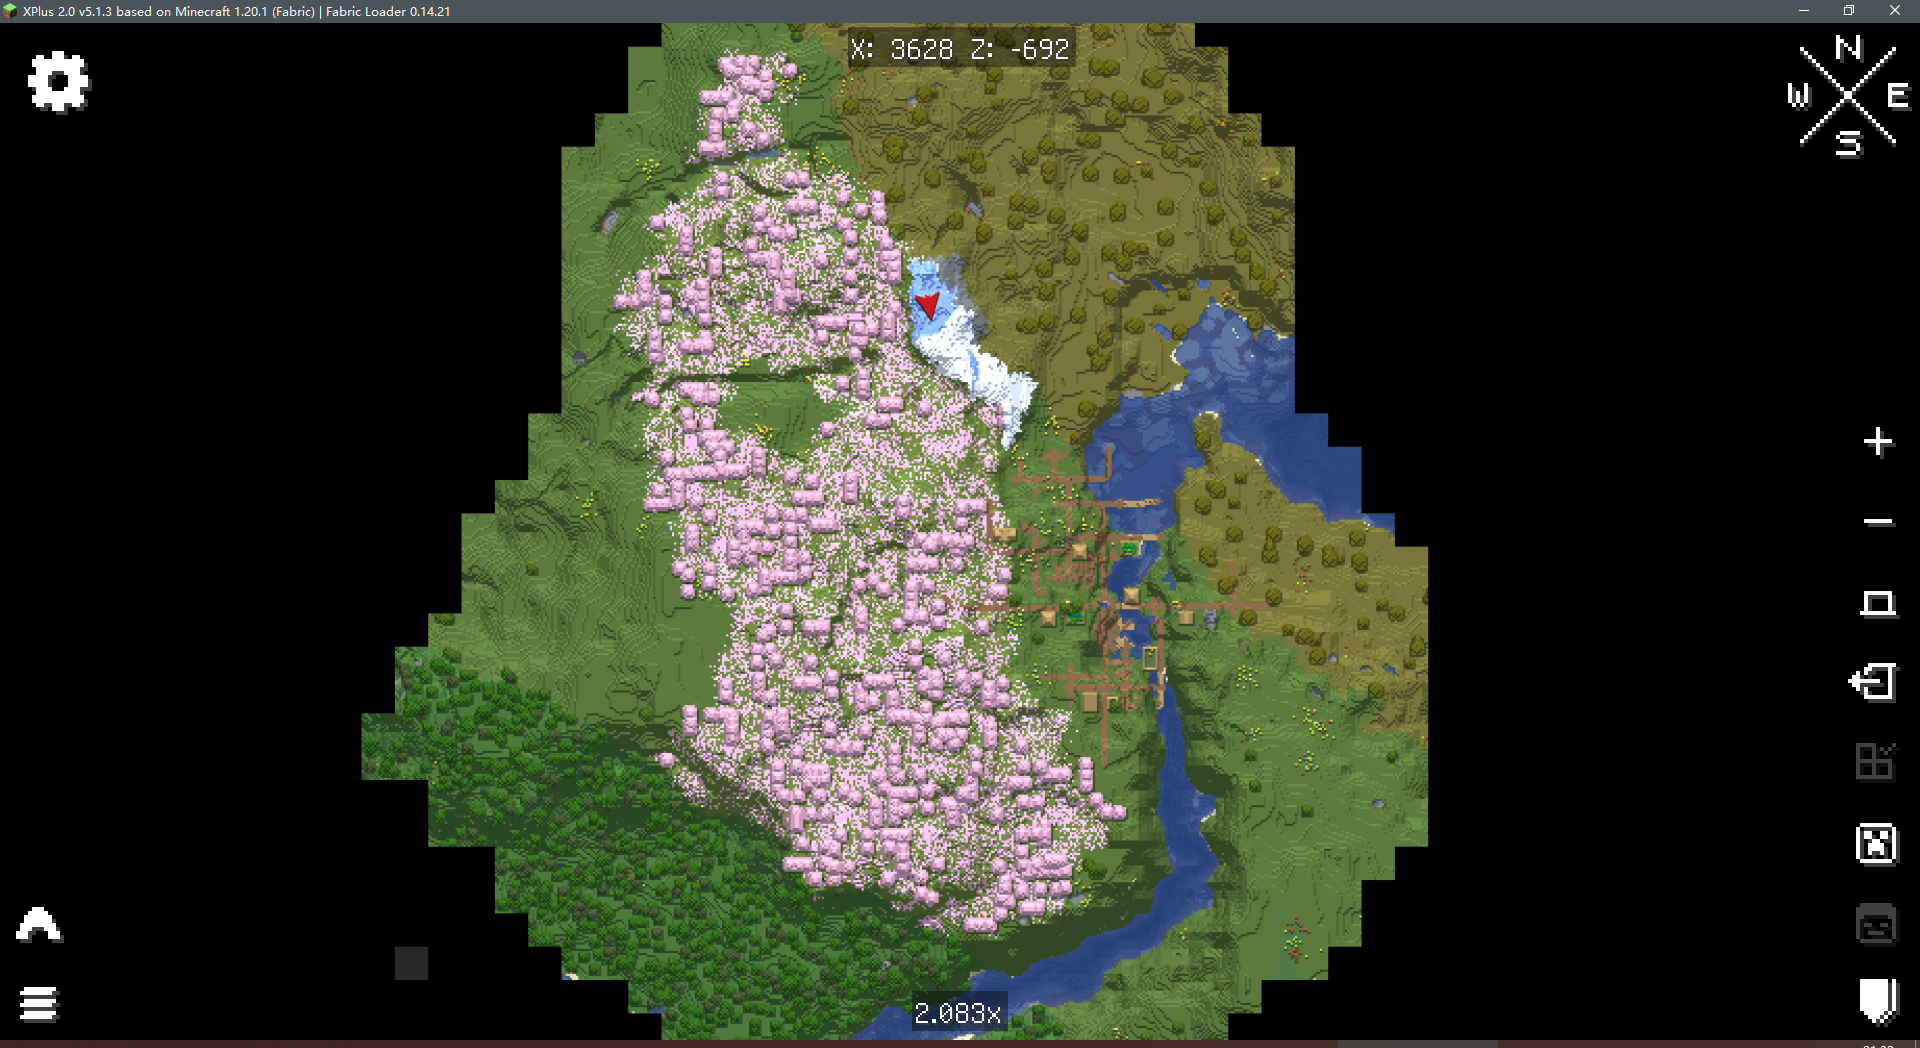 XPlus 2.0 v5.1.3 based on Minecraft 1.20.1 (Fabric) | Fabric Loader 0.14.21
X: 3628 Z: -692
N
W E
S
2.083x